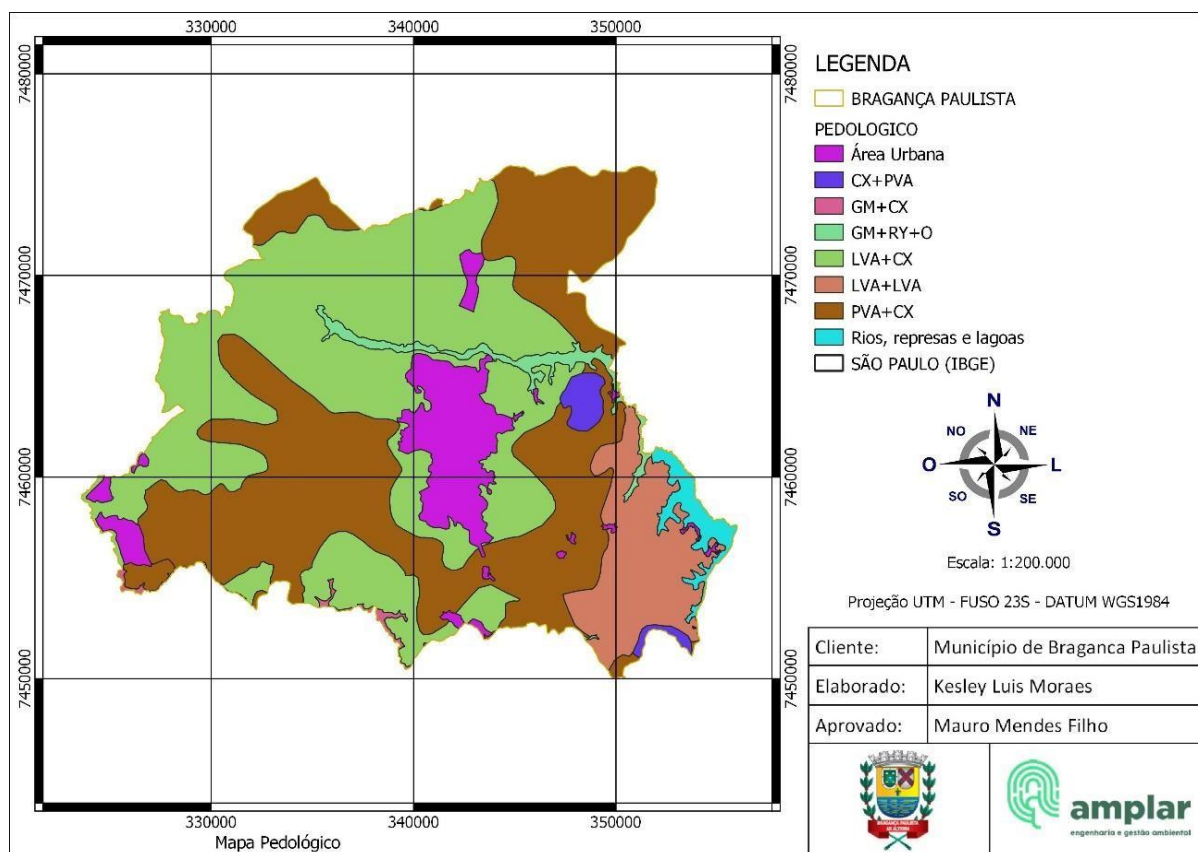 330000
340000
350000
7480000
7480000
7470000
7470000
7460000
7460000
7450000
7450000
330000
340000
350000
Mapa Pedológico
LEGENDA
BRAGANÇA PAULISTA
PEDOLOGICO
Área Urbana
CX+PVA
GM+CX
GM+RY+O
LVA+CX
LVA+LVA
PVA+CX
Rios, represas e lagoas
SÃO PAULO (IBGE)
N
NO
NE
O
L
SO
SE
S
Escala: 1:200.000
Projeção UTM - FUSO 23S - DATUM WGS1984
Cliente: Município de Braganca Paulista
Elaborado: Kesley Luis Moraes
Aprovado: Mauro Mendes Filho
BRAGANÇA PAULISTA
amplar
engenharia e gestão ambiental